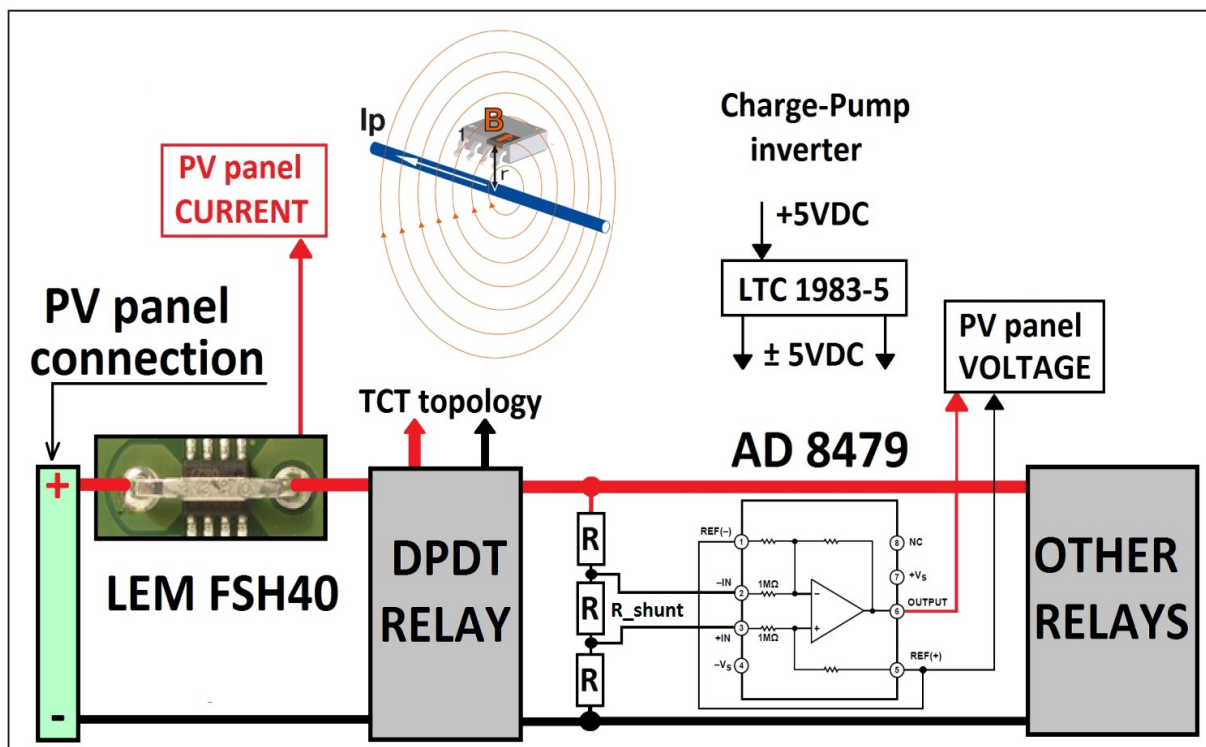 Ip
1
B
r
Charge-Pump
inverter
+5VDC
LTC 1983-5
± 5VDC
PV panel
CURRENT
PV panel
connection
PV panel
VOLTAGE
TCT topology
AD 8479
+
-
LEM FSH40
DPDT
RELAY
R
R
R
R_shunt
REF(–)
1
–IN
2
1MΩ
3
+IN
1MΩ
–VS
4
8
NC
7
+VS
6
OUTPUT
5
REF(+)
–
+
OTHER
RELAYS